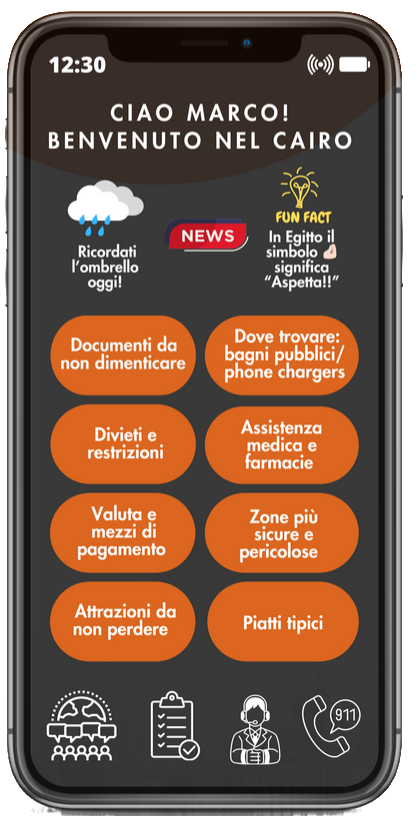 12:30
CIAO MARCO!
BENVENUTO NEL CAIRO
Ricordati
l'ombrello
oggi!
NEWS
FUN FACT
In Egitto il
simbolo 🤌🏻
significa
“Aspetta!!”
Documenti da
non dimenticare
Dove trovare:
bagni pubblici/
phone chargers
Divieti e
restrizioni
Assistenza
medica e
farmacie
Valuta e
mezzi di
pagamento
Zone più
sicure e
pericolose
Attrazioni da
non perdere
Piatti tipici
911